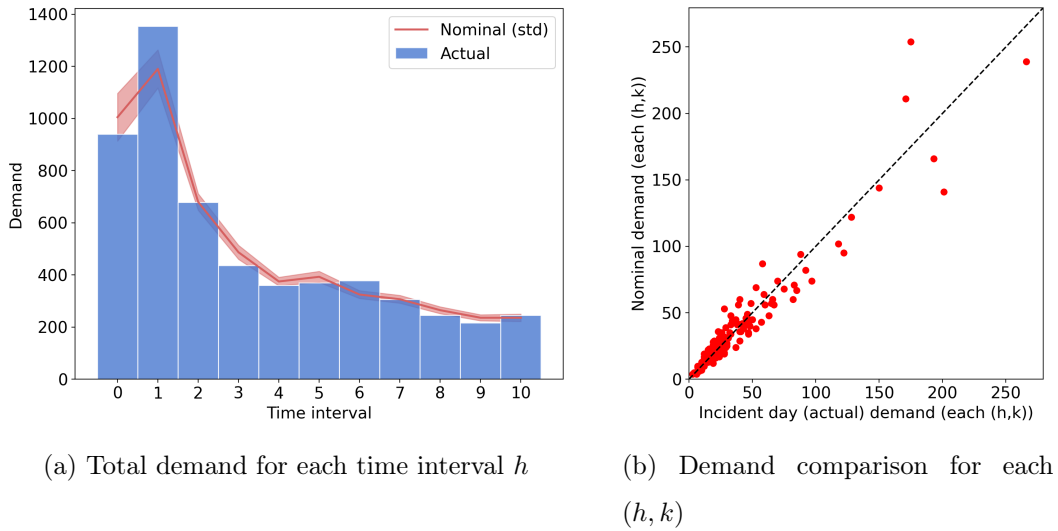 1400
1200
1000
800
600
400
200
0
Demand
Nominal (std)
Actual
0 1 2 3 4 5 6 7 8 9 10
Time interval
(a) Total demand for each time interval h
250
200
150
100
50
0
Nominal demand (each (h,k))
0 50 100 150 200 250
Incident day (actual) demand (each (h,k))
(b) Demand comparison for each
(h, k)